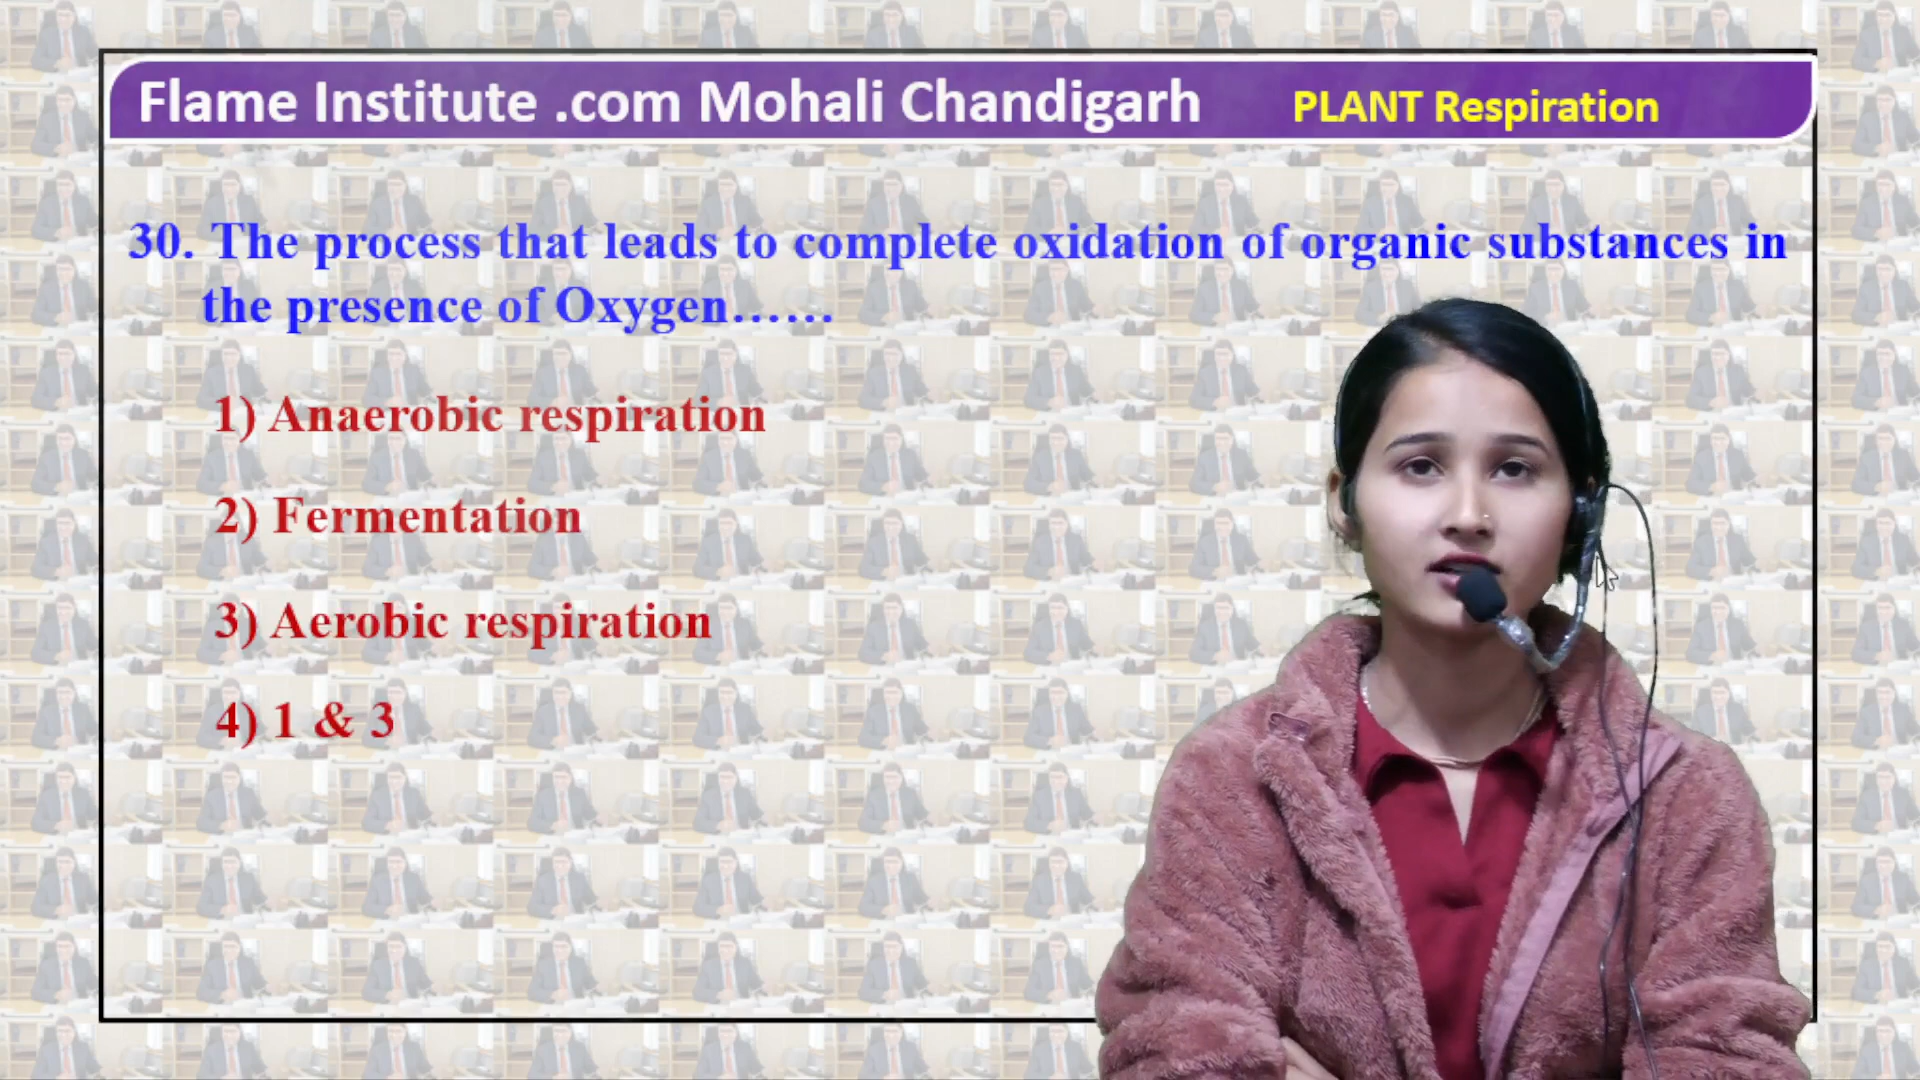 Flame Institute .com Mohali Chandigarh PLANT Respiration
30. The process that leads to complete oxidation of organic substances in
the presence of Oxygen……
1) Anaerobic respiration
2) Fermentation
3) Aerobic respiration
4) 1 & 3